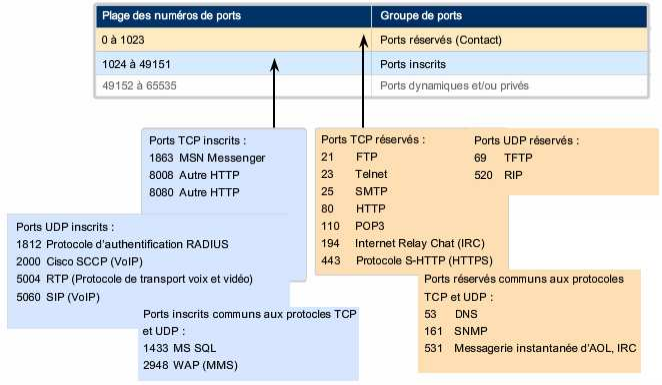 Plage des numéros de ports Groupe de ports
0 à 1023 Ports réservés (Contact)
1024 à 49151 Ports inscrits
49152 à 65535 Ports dynamiques et/ou privés
Ports TCP inscrits :
1863 MSN Messenger
8008 Autre HTTP
8080 Autre HTTP
Ports TCP réservés :
21 FTP
23 Telnet
25 SMTP
80 HTTP
110 POP3
194 Internet Relay Chat (IRC)
443 Protocole S-HTTP (HTTPS)
Ports UDP réservés :
69 TFTP
520 RIP
Ports UDP inscrits :
1812 Protocole d'authentification RADIUS
2000 Cisco SCCP (VoIP)
5004 RTP (Protocole de transport voix et vidéo)
5060 SIP (VoIP)
Ports inscrits communs aux protocles TCP
et UDP :
1433 MS SQL
2948 WAP (MMS)
Ports réservés communs aux protocoles
TCP et UDP :
53 DNS
161 SNMP
531 Messagerie instantanée d'AOL, IRC